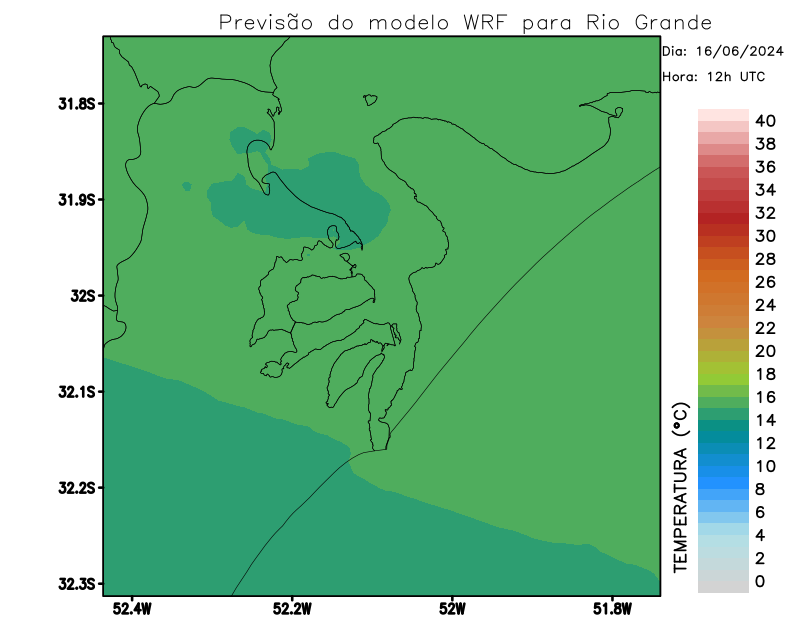 Previsão do modelo WRF para Rio Grande
Dia: 16/06/2024
Hora: 12h UTC
31.8S
31.9S
32S
32.1S
32.2S
32.3S
52.4W
52.2W
52W
51.8W
TEMPERATURA (°C)
40
38
36
34
32
30
28
26
24
22
20
18
16
14
12
10
8
6
4
2
0